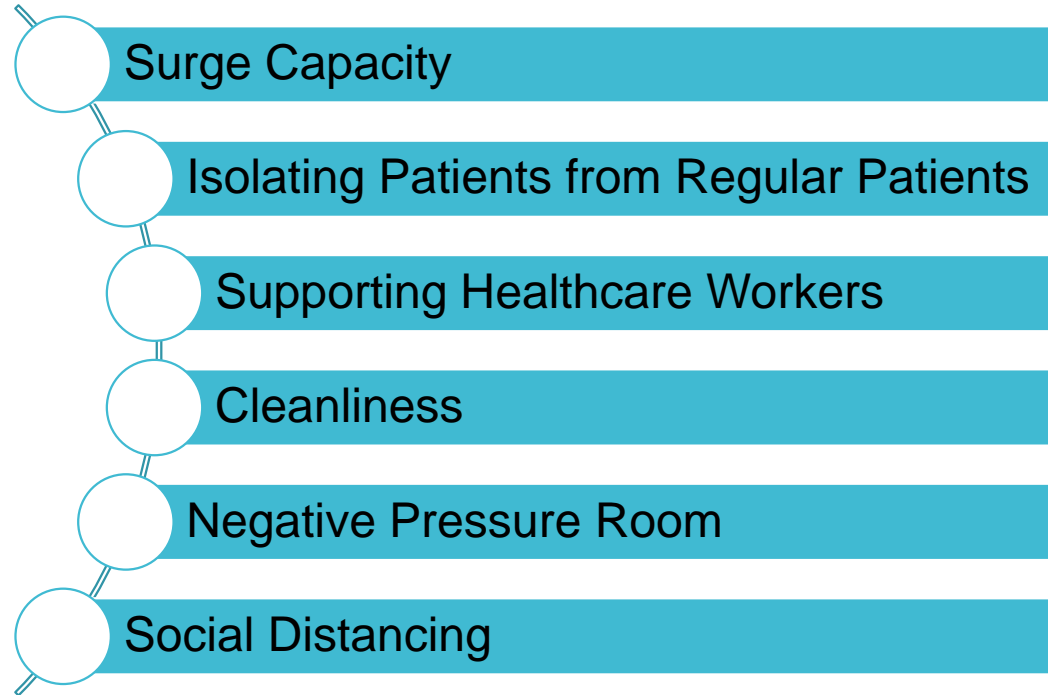 Surge Capacity
Isolating Patients from Regular Patients
Supporting Healthcare Workers
Cleanliness
Negative Pressure Room
Social Distancing